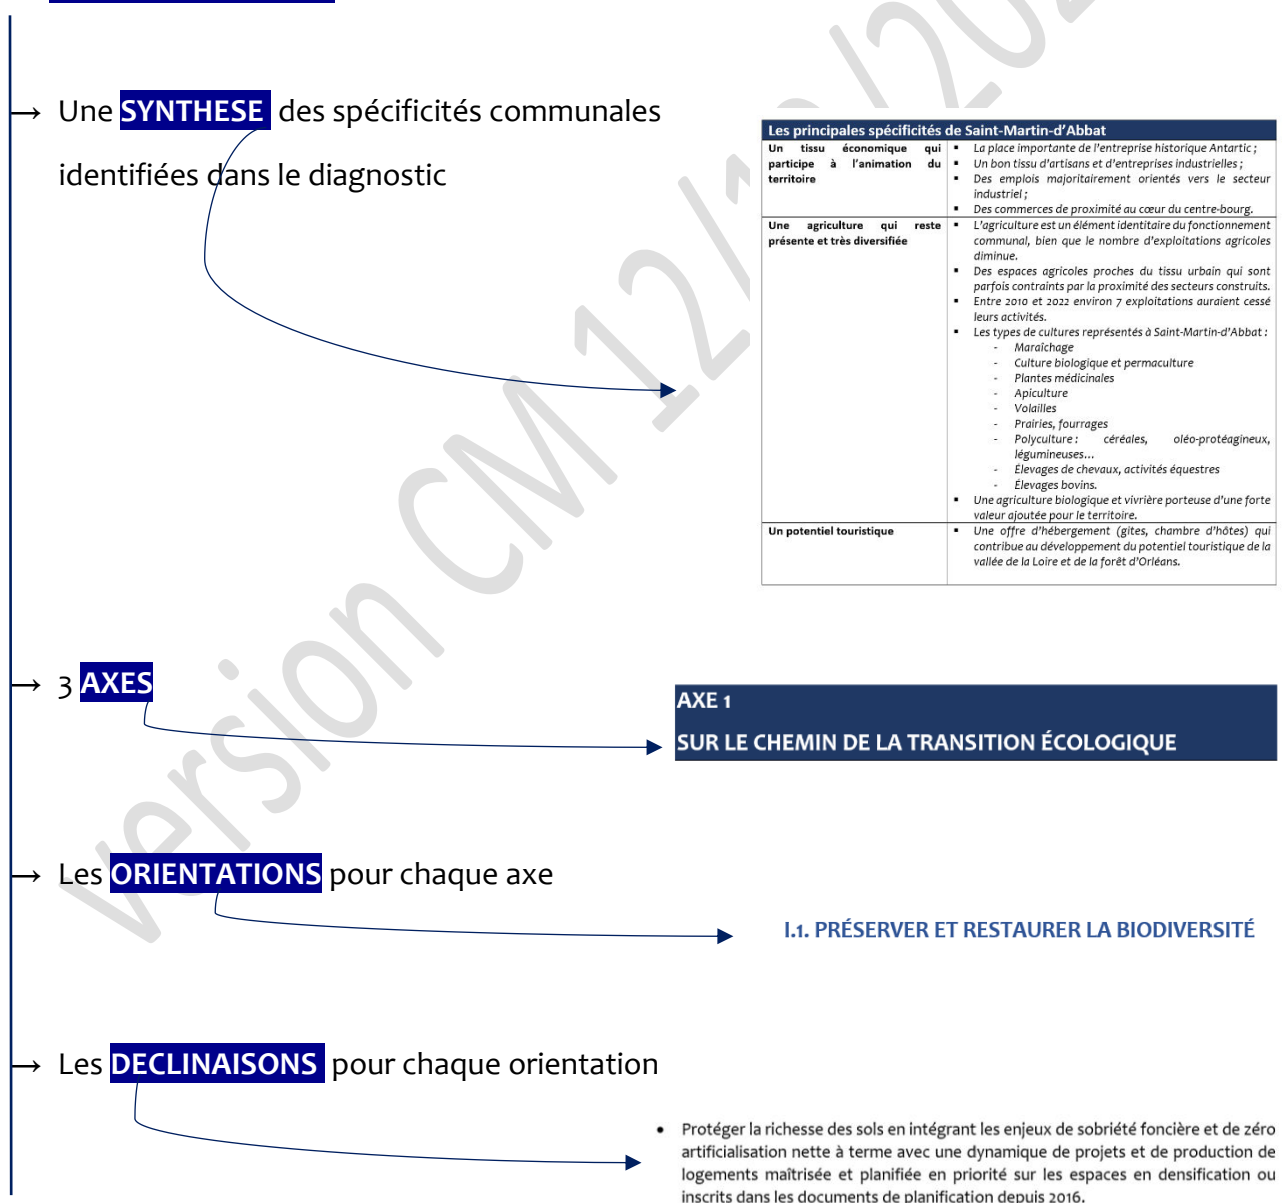 → Une SYNTHESE des spécificités communales
identifiées dans le diagnostic
Les principales spécificités de Saint-Martin-d'Abbat
Un tissu économique qui
participe à l'animation du
territoire
▪ La place importante de l'entreprise historique Antartic ;
▪ Un bon tissu d'artisans et d'entreprises industrielles ;
▪ Des emplois majoritairement orientés vers le secteur
industriel ;
▪ Des commerces de proximité au cœur du centre-bourg.
Une agriculture qui reste
présente et très diversifiée
▪ L'agriculture est un élément identitaire du fonctionnement
communal, bien que le nombre d'exploitations agricoles
diminue.
▪ Des espaces agricoles proches du tissu urbain qui sont
parfois contraints par la proximité des secteurs construits.
▪ Entre 2010 et 2022 environ 7 exploitations auraient cessé
leurs activités.
▪ Les types de cultures représentés à Saint-Martin-d'Abbat :
- Maraîchage
- Culture biologique et permaculture
- Plantes médicinales
- Apiculture
- Volailles
- Prairies, fourrages
- Polyculture : céréales, oléo-protéagineux,
légumineuses…
- Élevages de chevaux, activités équestres
- Élevages bovins.
▪ Une agriculture biologique et vivrière porteuse d'une forte
valeur ajoutée pour le territoire.
Un potentiel touristique
▪ Une offre d'hébergement (gites, chambre d'hôtes) qui
contribue au développement du potentiel touristique de la
vallée de la Loire et de la forêt d'Orléans.
→ 3 AXES
AXE 1
SUR LE CHEMIN DE LA TRANSITION ÉCOLOGIQUE
→ Les ORIENTATIONS pour chaque axe
I.1. PRÉSERVER ET RESTAURER LA BIODIVERSITÉ
→ Les DECLINAISONS pour chaque orientation
• Protéger la richesse des sols en intégrant les enjeux de sobriété foncière et de zéro
artificialisation nette à terme avec une dynamique de projets et de production de
logements maîtrisée et planifiée en priorité sur les espaces en densification ou
inscrits dans les documents de planification depuis 2016.
version CM 12/